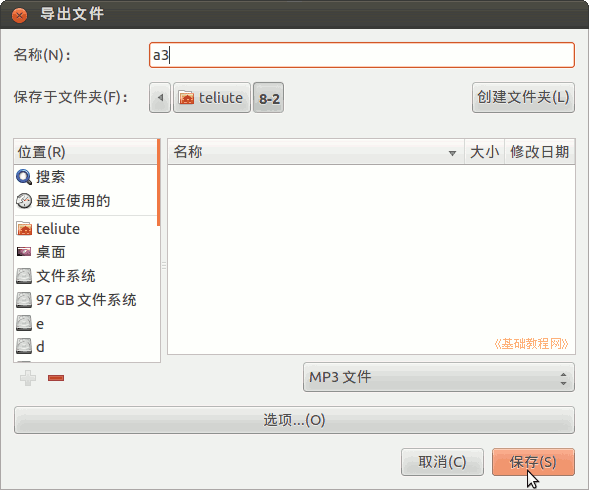 导出文件
名称(N)：
a3
保存于文件夹(F)：
teliute
8-2
创建文件夹(L)
位置(R)
名称
大小
修改日期
搜索
最近使用的
teliute
桌面
文件系统
97 GB 文件系统
e
d
《基础教程网》
MP3 文件
选项...(O)
取消(C)
保存(S)